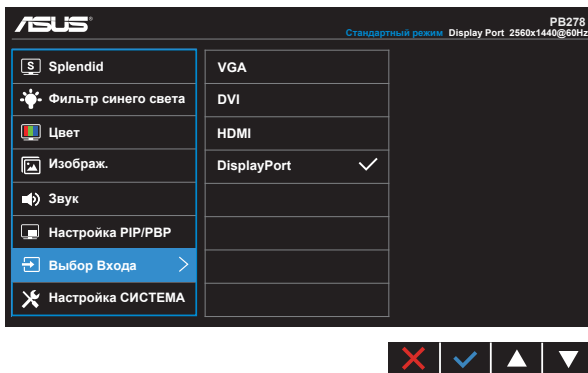 ASUS
PB278
Стандартный режим Display Port 2560x1440@60Hz
S Splendid
Фильтр синего света
Цвет
Изображ.
Звук
Настройка PIP/PBP
Выбор Входа
Настройка СИСТЕМА
VGA
DVI
HDMI
DisplayPort